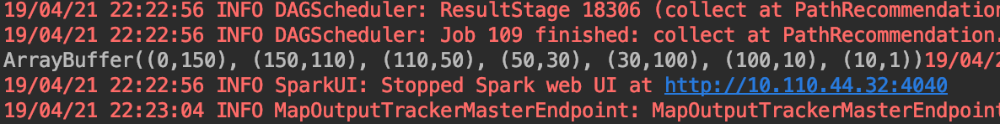 19/04/21 22:22:56 INFO DAGScheduler: ResultStage 18306 (collect at PathRecommendation
19/04/21 22:22:56 INFO DAGScheduler: Job 109 finished: collect at PathRecommendation.
ArrayBuffer((0,150), (150,110), (110,50), (50,30), (30,100), (100,10), (10,1))19/04/2
19/04/21 22:22:56 INFO SparkUI: Stopped Spark web UI at http://10.110.44.32:4040
19/04/21 22:23:04 INFO MapOutputTrackerMasterEndpoint: MapOutputTrackerMasterEndpoint